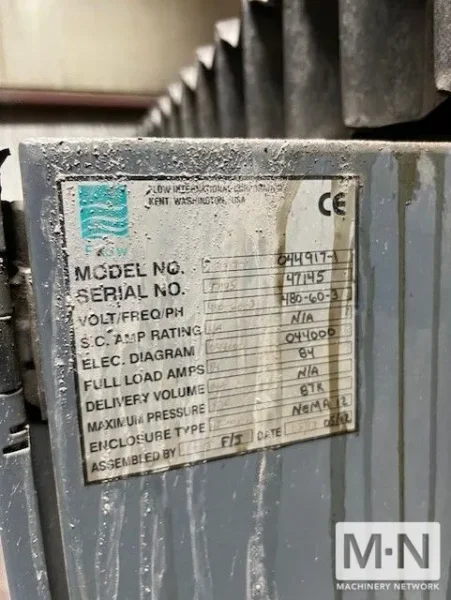 FLOW INTERNATIONAL CORPORATION
KENT, WASHINGTON, USA
CE
FLOW
MODEL NO. 044917-1
SERIAL NO. 47145
VOLT/FREQ/PH 480-60-3
S.C. AMP RATING N/A
ELEC. DIAGRAM 044000
FULL LOAD AMPS 84
DELIVERY VOLUME N/A
MAXIMUM PRESSURE 87K
ENCLOSURE TYPE NEMA 12
ASSEMBLED BY F/J DATE
M·N
MACHINERY NETWORK